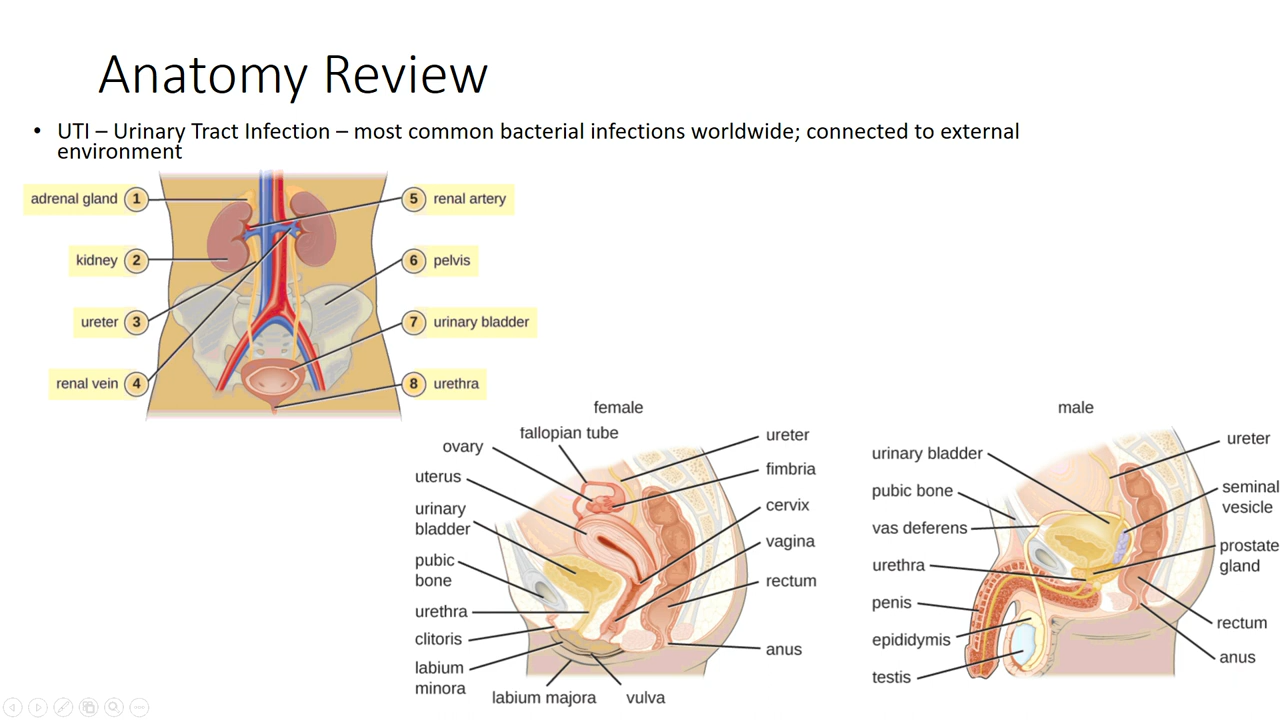 Anatomy Review
• UTI – Urinary Tract Infection – most common bacterial infections worldwide; connected to external
environment
adrenal gland 1
kidney 2
ureter 3
renal vein 4
5 renal artery
6 pelvis
7 urinary bladder
8 urethra
female
fallopian tube
ovary
uterus
urinary
bladder
pubic
bone
urethra
clitoris
labium
minora
labium majora
vulva
ureter
fimbria
cervix
vagina
rectum
anus
male
urinary bladder
pubic bone
vas deferens
urethra
penis
epididymis
testis
ureter
seminal
vesicle
prostate
gland
rectum
anus